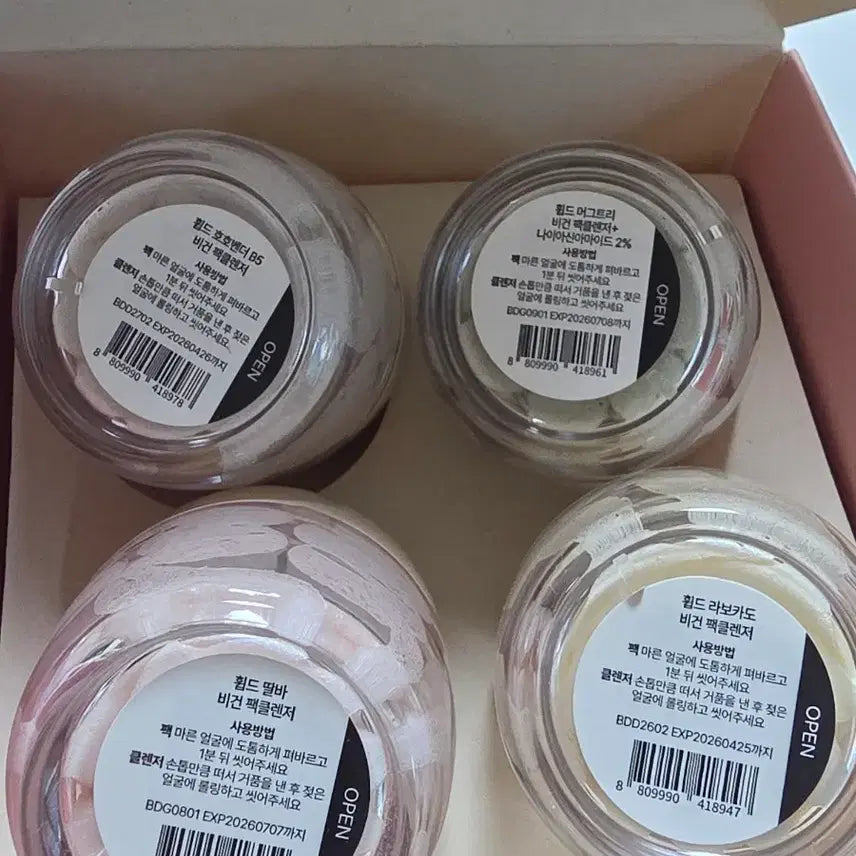 휩드 호호벤더 B5
비건 팩클렌저
사용방법
팩 마른 얼굴에 도톰하게 펴바르고
1분 뒤 씻어주세요
클렌저 손톱만큼 떠서 거품을 낸 후 젖은
얼굴에 롤링하고 씻어주세요.
BDD2702 EXP20260426까지
8 809990 418978
OPEN
휩드 머그트리
비건 팩클렌저+
나이아신아마이드 2%
사용방법
팩 마른 얼굴에 도톰하게 펴바르고
1분 뒤 씻어주세요
클렌저 손톱만큼 떠서 거품을 낸 후 젖은
얼굴에 롤링하고 씻어주세요.
BDG0901 EXP20260708까지
8 809990 418961
OPEN
휩드 딸바
비건 팩클렌저
사용방법
팩 마른 얼굴에 도톰하게 펴바르고
1분 뒤 씻어주세요
클렌저 손톱만큼 떠서 거품을 낸 후 젖은
얼굴에 롤링하고 씻어주세요
BDG0801 EXP20260707까지
OPEN
휩드 라보카도
비건 팩클렌저
사용방법
팩 마른 얼굴에 도톰하게 펴바르고
1분 뒤 씻어주세요
클렌저 손톱만큼 떠서 거품을 낸 후 젖은
얼굴에 롤링하고 씻어주세요
BDD2602 EXP20260425까지
8 809990 418947
OPEN